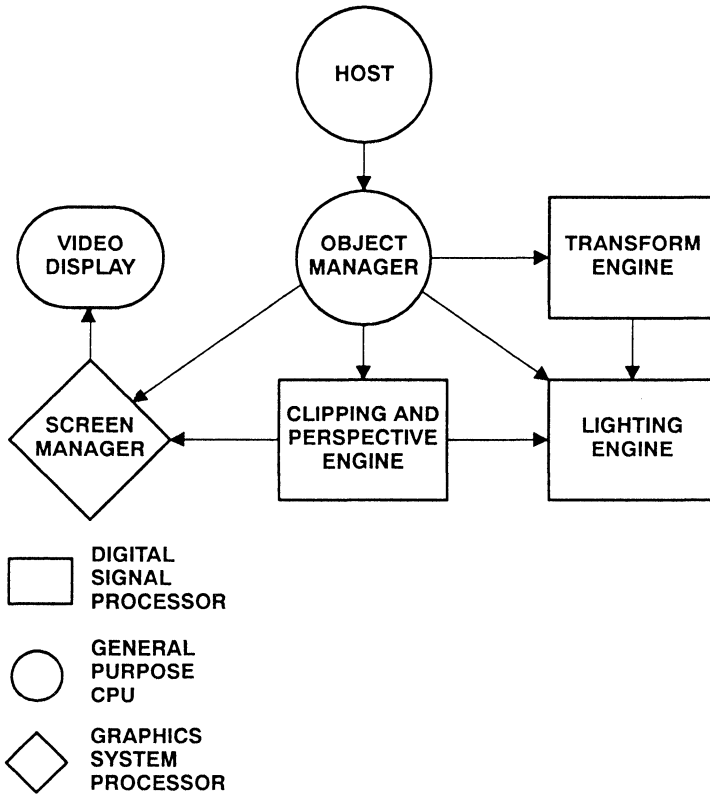 HOST
VIDEO
DISPLAY
OBJECT
MANAGER
TRANSFORM
ENGINE
SCREEN
MANAGER
CLIPPING AND
PERSPECTIVE
ENGINE
LIGHTING
ENGINE
DIGITAL
SIGNAL
PROCESSOR
GENERAL
PURPOSE
CPU
GRAPHICS
SYSTEM
PROCESSOR